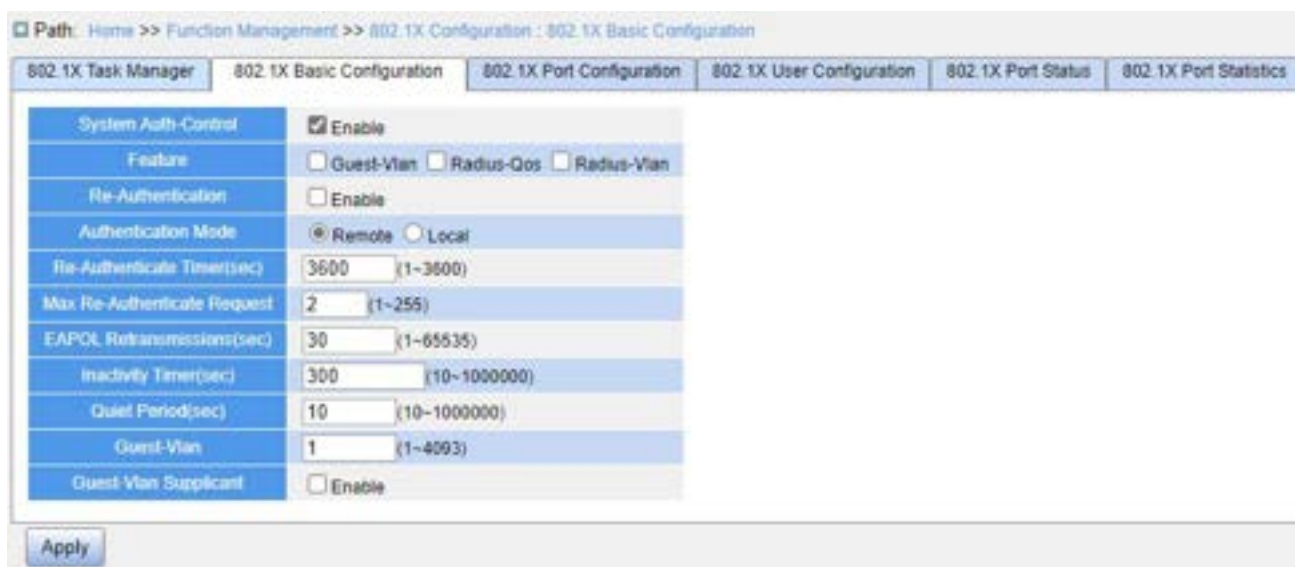 Path: Home >> Function Management >> 802.1X Configuration : 802.1X Basic Configuration
802.1X Task Manager 802.1X Basic Configuration 802.1X Port Configuration 802.1X User Configuration 802.1X Port Status 802.1X Port Statistics
System Auth-Control Enable
Feature Guest-Vlan Radius-Qos Radius-Vlan
Re-Authentication Enable
Authentication Mode Remote Local
Re-Authenticate Timer(sec) 3600 (1~3600)
Max Re-Authenticate Request 2 (1~255)
EAPOL Retransmissions(sec) 30 (1~65535)
Inactivity Timer(sec) 300 (10~1000000)
Quiet Period(sec) 10 (10~1000000)
Guest-Vlan 1 (1~4093)
Guest-Vlan Supplicant Enable
Apply